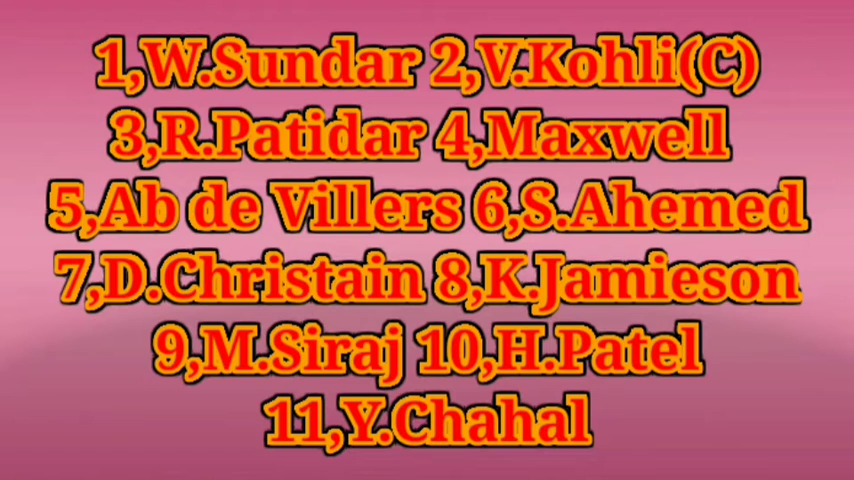 1,W.Sundar 2,V.Kohli(C)
3,R.Patidar 4,Maxwell
5,Ab de Villers 6,S.Ahemed
7,D.Christain 8,K.Jamieson
9,M.Siraj 10,H.Patel
11,Y.Chahal